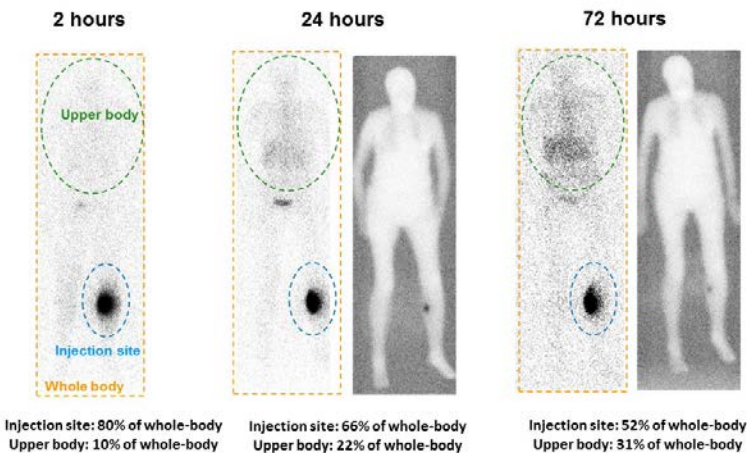 2 hours
24 hours
72 hours
Upper body
Injection site
Whole body
Injection site: 80% of whole-body
Upper body: 10% of whole-body
Injection site: 66% of whole-body
Upper body: 22% of whole-body
Injection site: 52% of whole-body
Upper body: 31% of whole-body